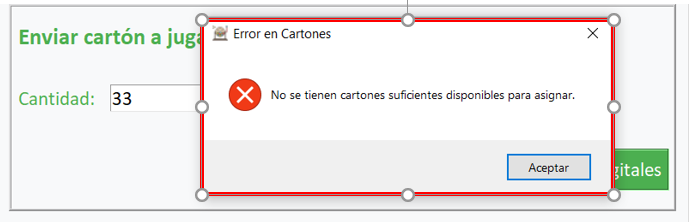 Enviar cartón a juga
Error en Cartones
Cantidad: 33
No se tienen cartones suficientes disponibles para asignar.
Aceptar
gitales